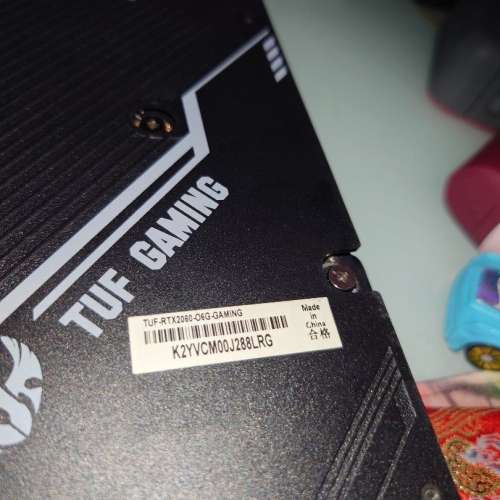 TUF GAMING
TUF-RTX2060-O6G-GAMING
K2YVCM00J288LRG
Made
in
China
合格